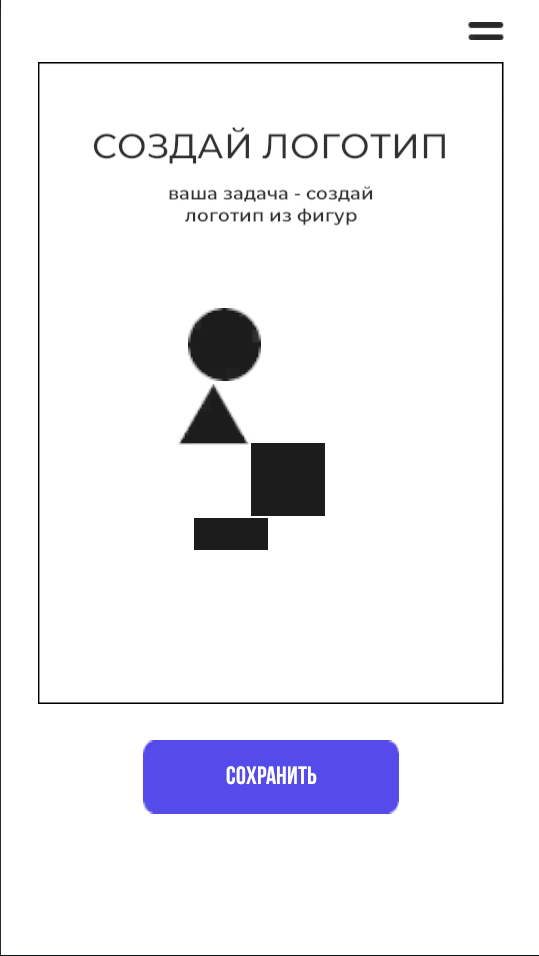 СОЗДАЙ ЛОГОТИП
ваша задача - создай
логотип из фигур
СОХРАНИТЬ